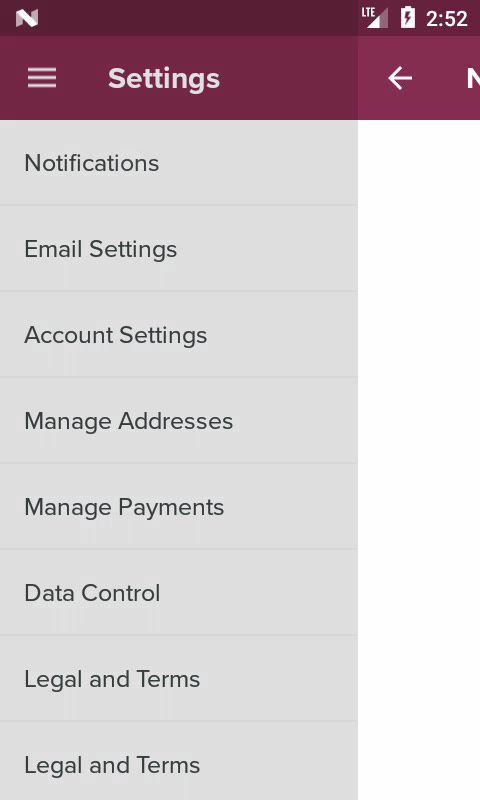 LTE 2:52
Settings
N
Notifications
Email Settings
Account Settings
Manage Addresses
Manage Payments
Data Control
Legal and Terms
Legal and Terms